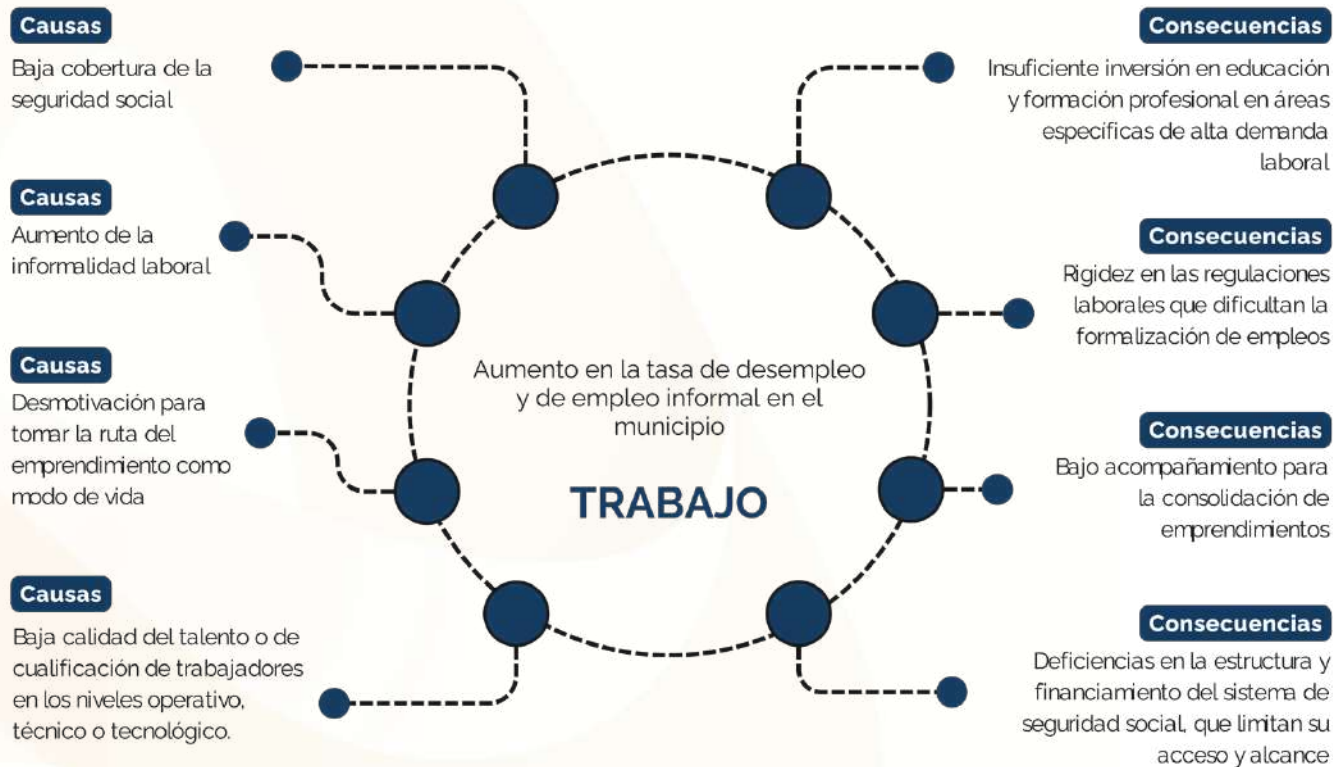 Causas
Baja cobertura de la
seguridad social
Causas
Aumento de la
informalidad laboral
Causas
Desmotivación para
tomar la ruta del
emprendimiento como
modo de vida
Causas
Baja calidad del talento o de
cualificación de trabajadores
en los niveles operativo,
técnico o tecnológico.
Aumento en la tasa de desempleo
y de empleo informal en el
municipio
TRABAJO
Consecuencias
Insuficiente inversión en educación
y formación profesional en áreas
específicas de alta demanda
laboral
Consecuencias
Rigidez en las regulaciones
laborales que dificultan la
formalización de empleos
Consecuencias
Bajo acompañamiento para
la consolidación de
emprendimientos
Consecuencias
Deficiencias en la estructura y
financiamiento del sistema de
seguridad social, que limitan su
acceso y alcance